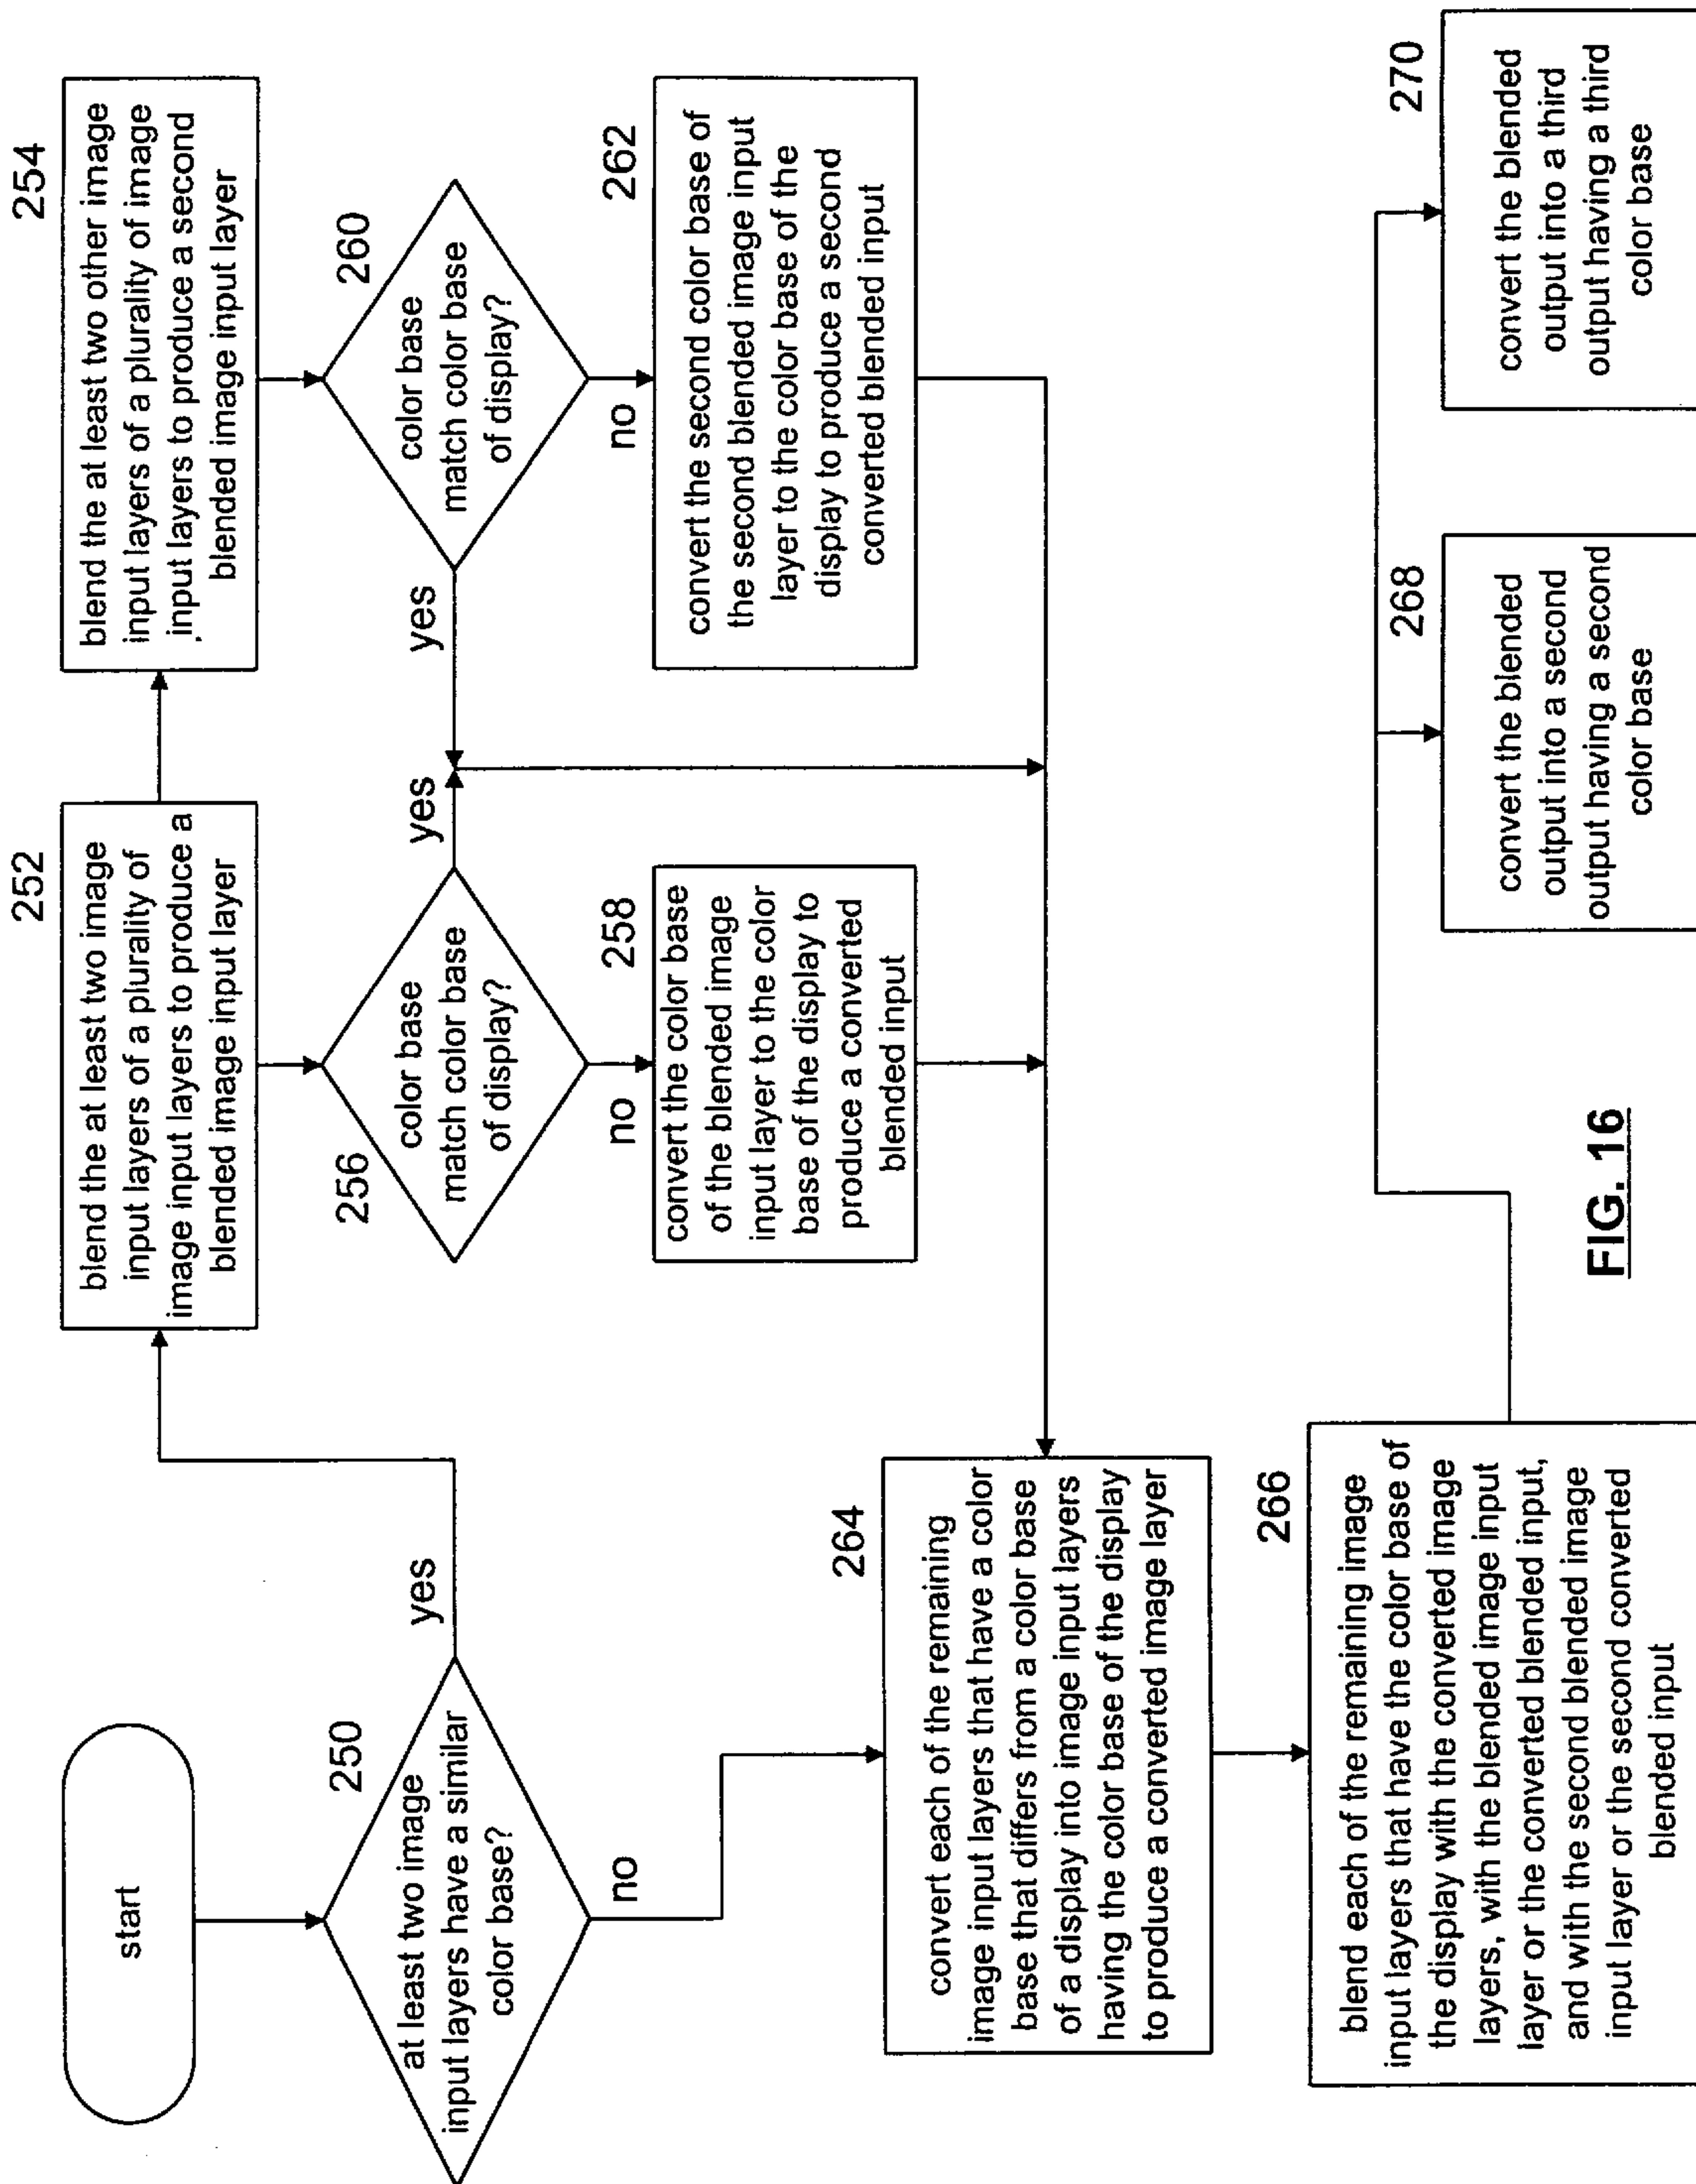 start
250
at least two image
input layers have a similar
color base?
yes
no
252
blend the at least two image
input layers of a plurality of
image input layers to produce a
blended image input layer
254
blend the at least two other image
input layers of a plurality of image
input layers to produce a second
blended image input layer
256
color base
match color base
of display?
yes
no
260
color base
match color base
of display?
yes
no
258
convert the color base
of the blended image
input layer to the color
base of the display to
produce a converted
blended input
262
convert the second color base of
the second blended image input
layer to the color base of the
display to produce a second
converted blended input
264
convert each of the remaining
image input layers that have a color
base that differs from a color base
of a display into image input layers
having the color base of the display
to produce a converted image layer
266
blend each of the remaining image
input layers that have the color base of
the display with the converted image
layers, with the blended image input
layer or the converted blended input,
and with the second blended image
input layer or the second converted
blended input
268
convert the blended
output into a second
output having a second
color base
270
convert the blended
output into a third
output having a third
color base
FIG. 16